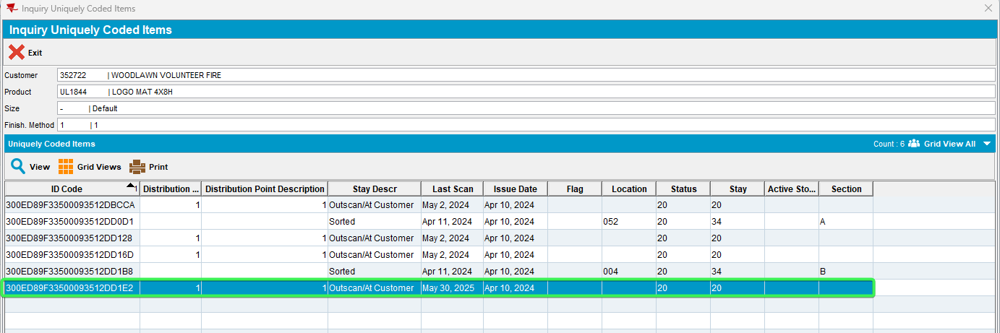 Inquiry Uniquely Coded Items
Inquiry Uniquely Coded Items
Exit
Customer 352722 | WOODLAWN VOLUNTEER FIRE
Product UL1844 | LOGO MAT 4X8H
Size - | Default
Finish. Method 1 | 1
Uniquely Coded Items Count : 6 Grid View All
View Grid Views Print
ID Code 1 Distribution ... Distribution Point Description Stay Descr Last Scan Issue Date Flag Location Status Stay Active Sto... Section
300ED89F33500093512DBCCA 1 1 Outscan/At Customer May 2, 2024 Apr 10, 2024 20 20
300ED89F33500093512DD0D1 Sorted Apr 11, 2024 Apr 10, 2024 052 20 34 A
300ED89F33500093512DD128 1 1 Outscan/At Customer May 2, 2024 Apr 10, 2024 20 20
300ED89F33500093512DD16D 1 1 Outscan/At Customer May 2, 2024 Apr 10, 2024 20 20
300ED89F33500093512DD1B8 Sorted Apr 11, 2024 Apr 10, 2024 004 20 34 B
300ED89F33500093512DD1E2 1 1 Outscan/At Customer May 30, 2025 Apr 10, 2024 20 20